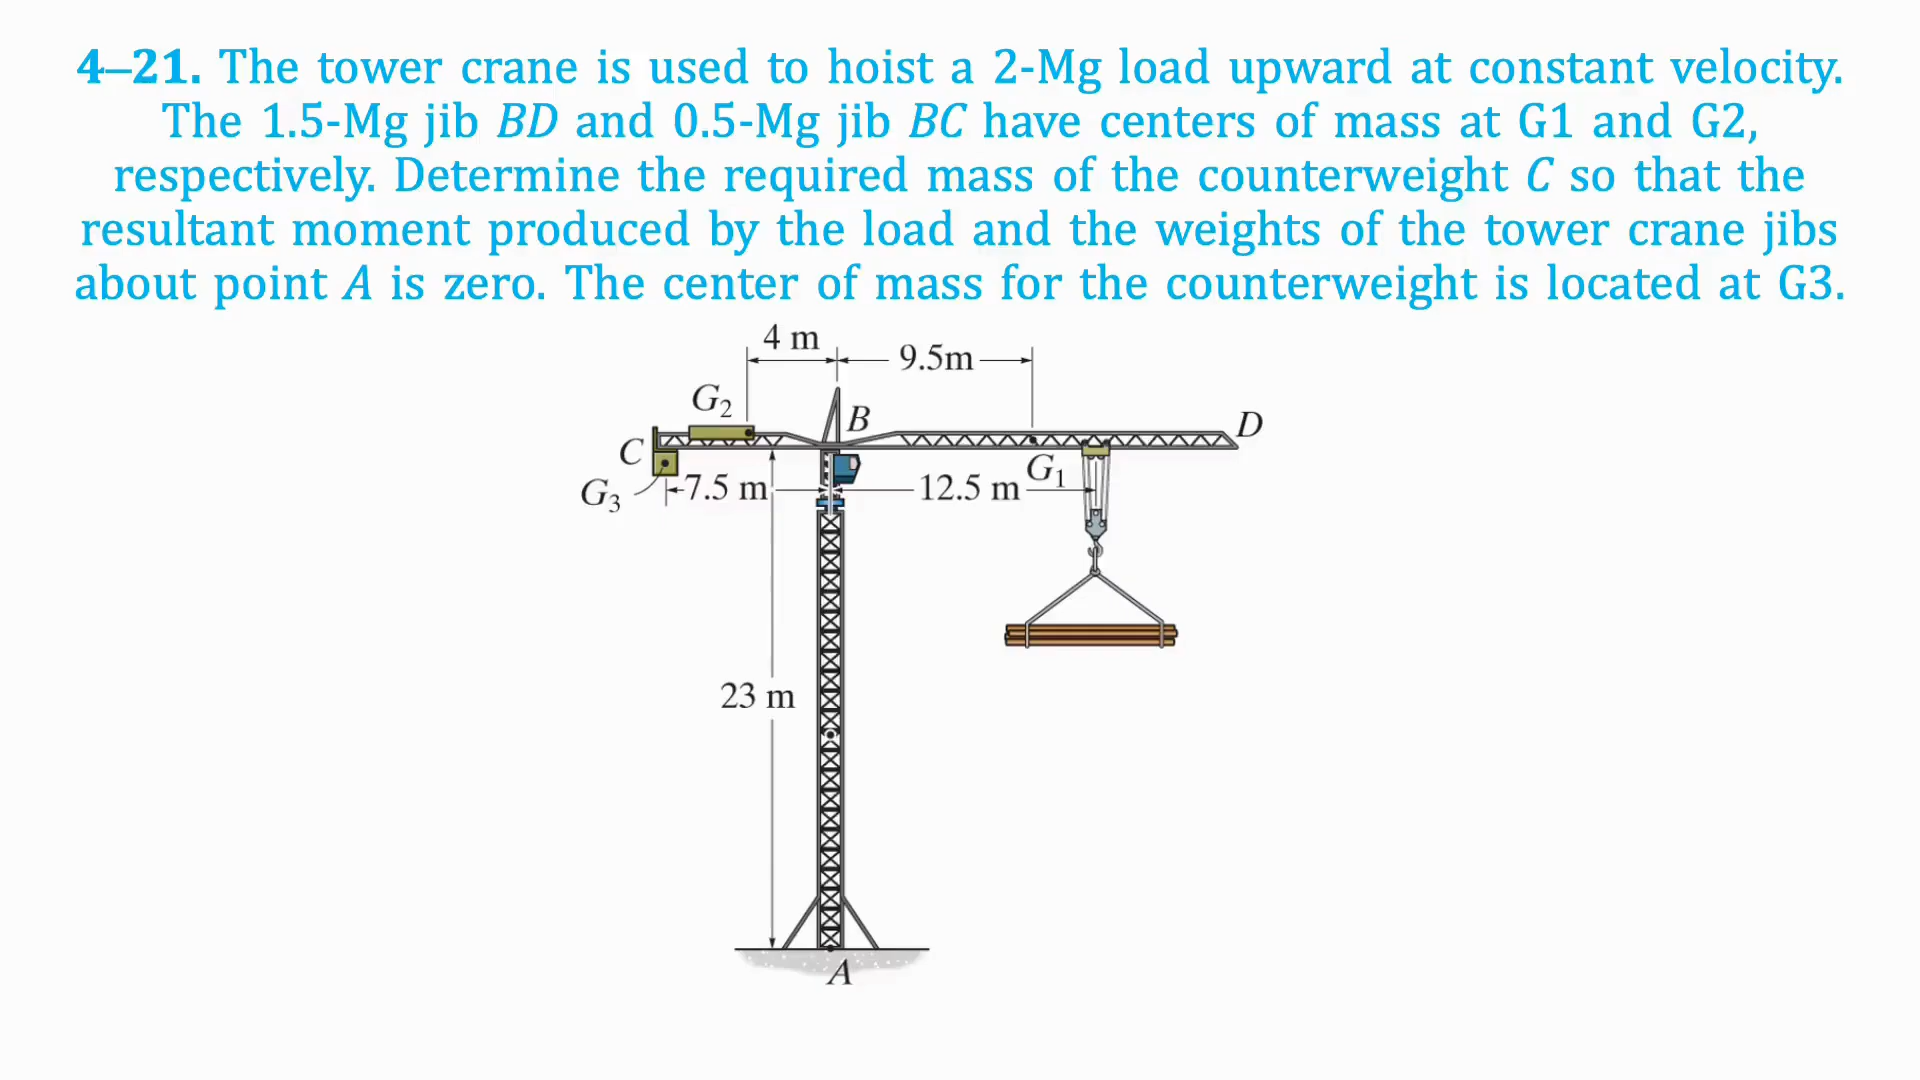 4–21. The tower crane is used to hoist a 2-Mg load upward at constant velocity.
The 1.5-Mg jib BD and 0.5-Mg jib BC have centers of mass at G1 and G2,
respectively. Determine the required mass of the counterweight C so that the
resultant moment produced by the load and the weights of the tower crane jibs
about point A is zero. The center of mass for the counterweight is located at G3.
4 m
9.5m
G2
B
D
C
G1
G3
7.5 m
12.5 m
23 m
A